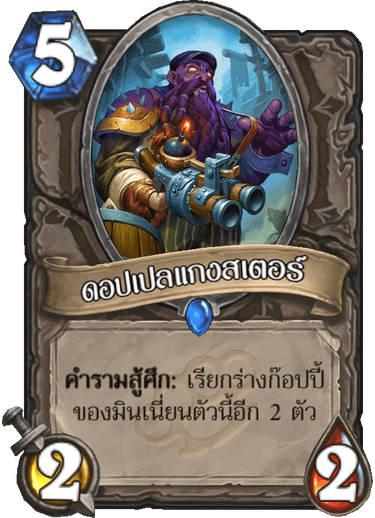 5
ดอปเปลแกงสเตอร์
คำรามสู้ศึก: เรียกร่างก๊อปปี้
ของมินเนี่ยนตัวนี้อีก 2 ตัว
2
2